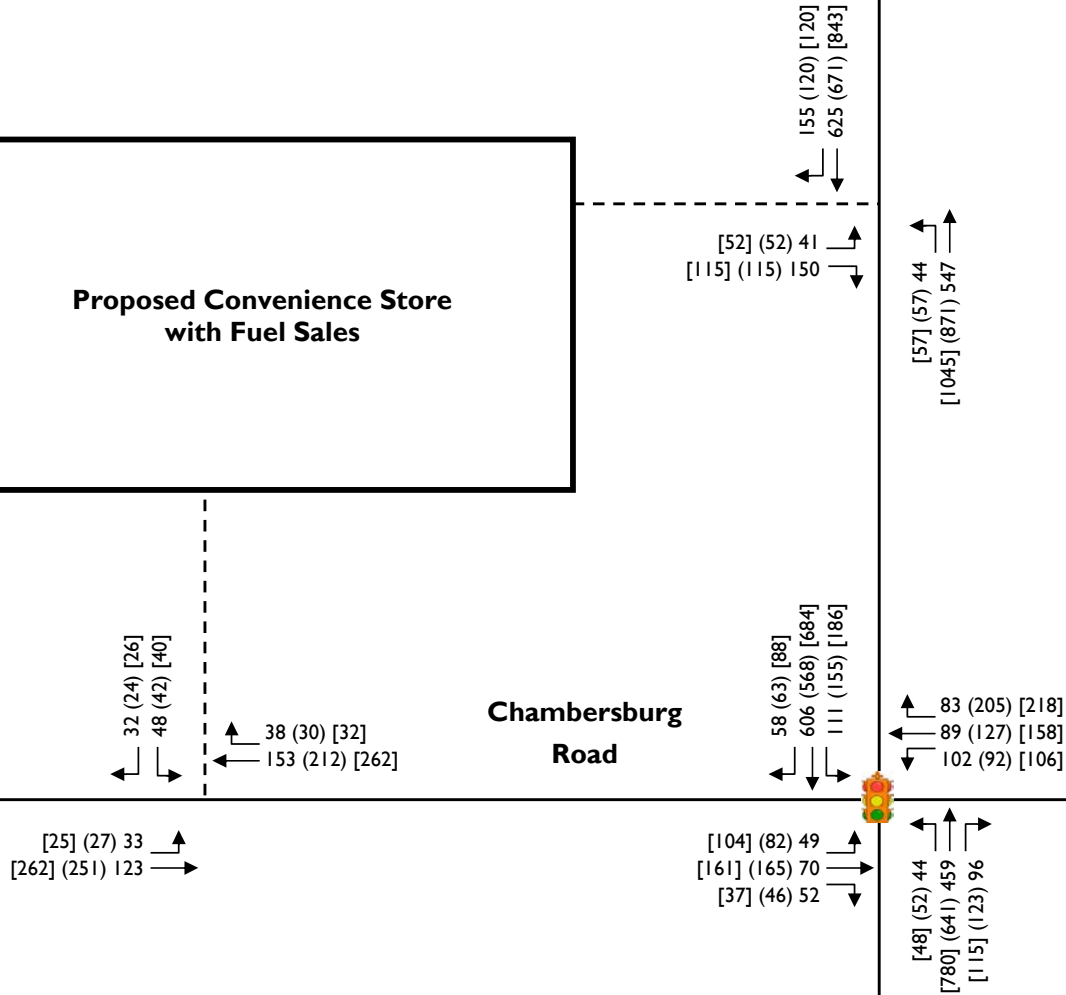 155 (120) [120]
625 (671) [843]
[52] (52) 41
[115] (115) 150
[57] (57) 44
[1045] (871) 547
Proposed Convenience Store
with Fuel Sales
32 (24) [26]
48 (42) [40]
38 (30) [32]
153 (212) [262]
Chambersburg
Road
58 (63) [88]
606 (568) [684]
111 (155) [186]
83 (205) [218]
89 (127) [158]
102 (92) [106]
[25] (27) 33
[262] (251) 123
[104] (82) 49
[161] (165) 70
[37] (46) 52
[48] (52) 44
[780] (641) 459
[115] (123) 96